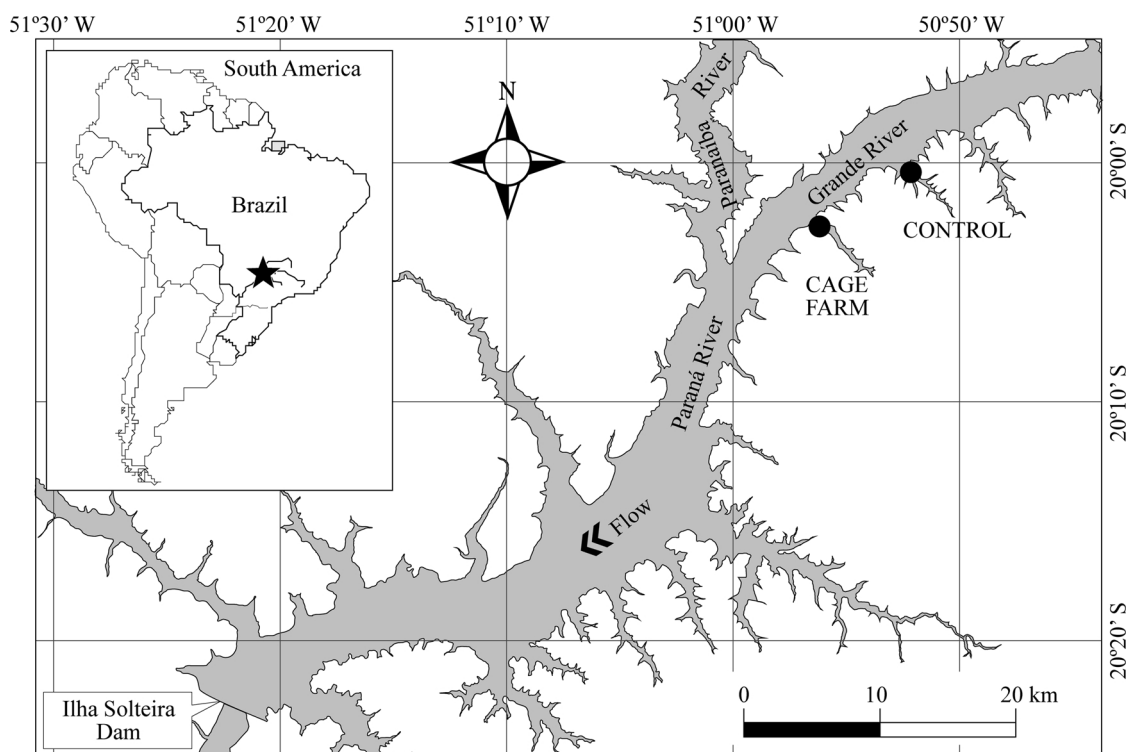 51°30' W
51°20' W
51°10' W
51°00' W
50°50' W
South America
Brazil
N
Paranaíba
River
Grande River
CONTROL
CAGE
FARM
Paraná River
Flow
20°00' S
20°10' S
20°20' S
Ilha Solteira
Dam
0
10
20 km